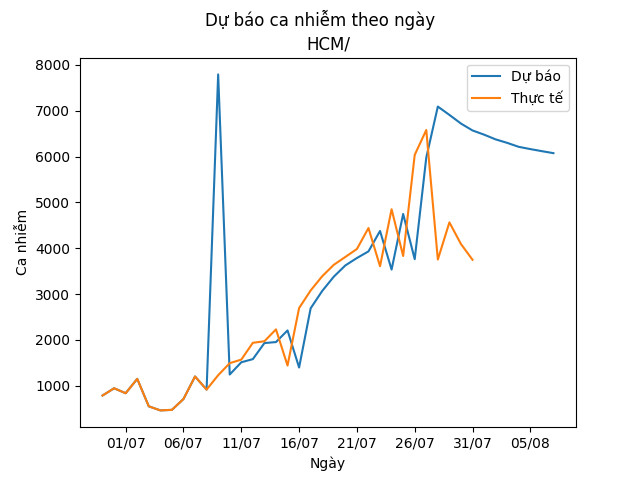 Dự báo ca nhiễm theo ngày
HCM/
Dự báo
Thực tế
Ca nhiễm
8000
7000
6000
5000
4000
3000
2000
1000
01/07 06/07 11/07 16/07 21/07 26/07 31/07 05/08
Ngày